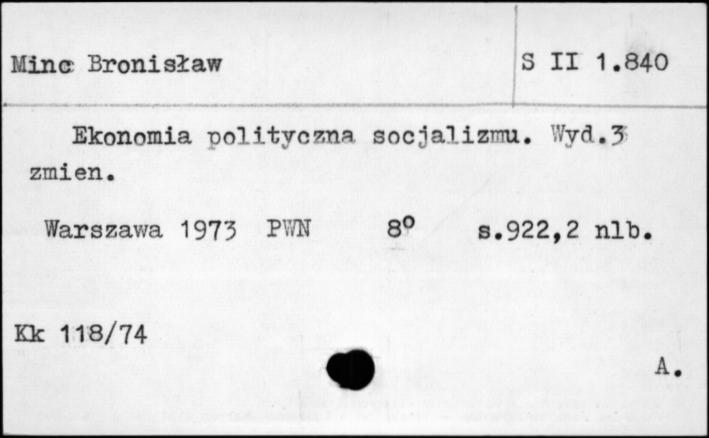 Minc Bronisław
S II 1.840
Ekonomia polityczna socjalizmu. Wyd.3
zmien.
Warszawa 1973 PWN 8° s.922,2 nlb.
Kk 118/74
A.